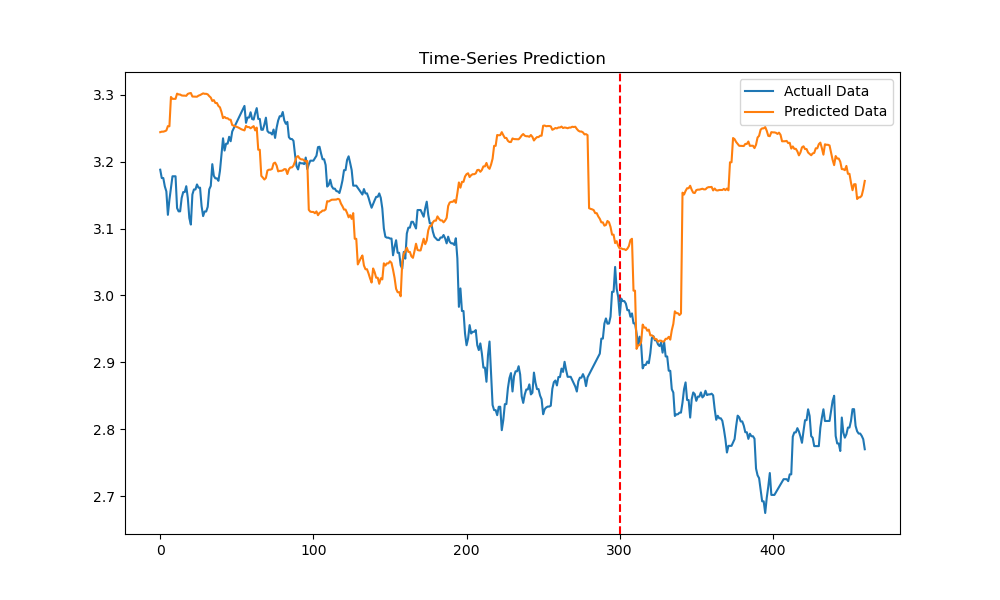 Time-Series Prediction
Actuall Data
Predicted Data
3.3
3.2
3.1
3.0
2.9
2.8
2.7
0 100 200 300 400